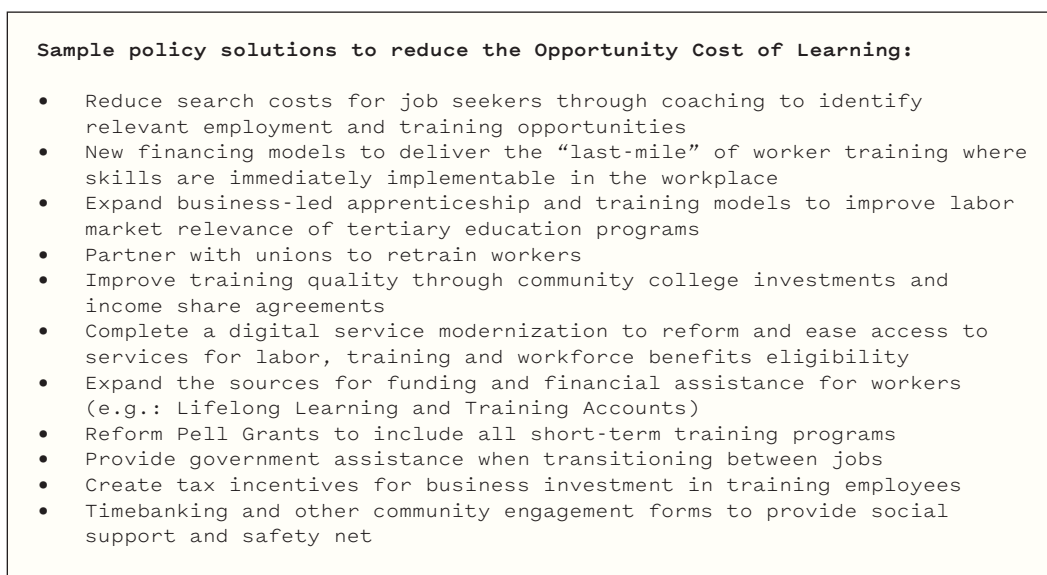 Sample policy solutions to reduce the Opportunity Cost of Learning:
• Reduce search costs for job seekers through coaching to identify
relevant employment and training opportunities
• New financing models to deliver the “last-mile” of worker training where
skills are immediately implementable in the workplace
• Expand business-led apprenticeship and training models to improve labor
market relevance of tertiary education programs
• Partner with unions to retrain workers
• Improve training quality through community college investments and
income share agreements
• Complete a digital service modernization to reform and ease access to
services for labor, training and workforce benefits eligibility
• Expand the sources for funding and financial assistance for workers
(e.g.: Lifelong Learning and Training Accounts)
• Reform Pell Grants to include all short-term training programs
• Provide government assistance when transitioning between jobs
• Create tax incentives for business investment in training employees
• Timebanking and other community engagement forms to provide social
support and safety net